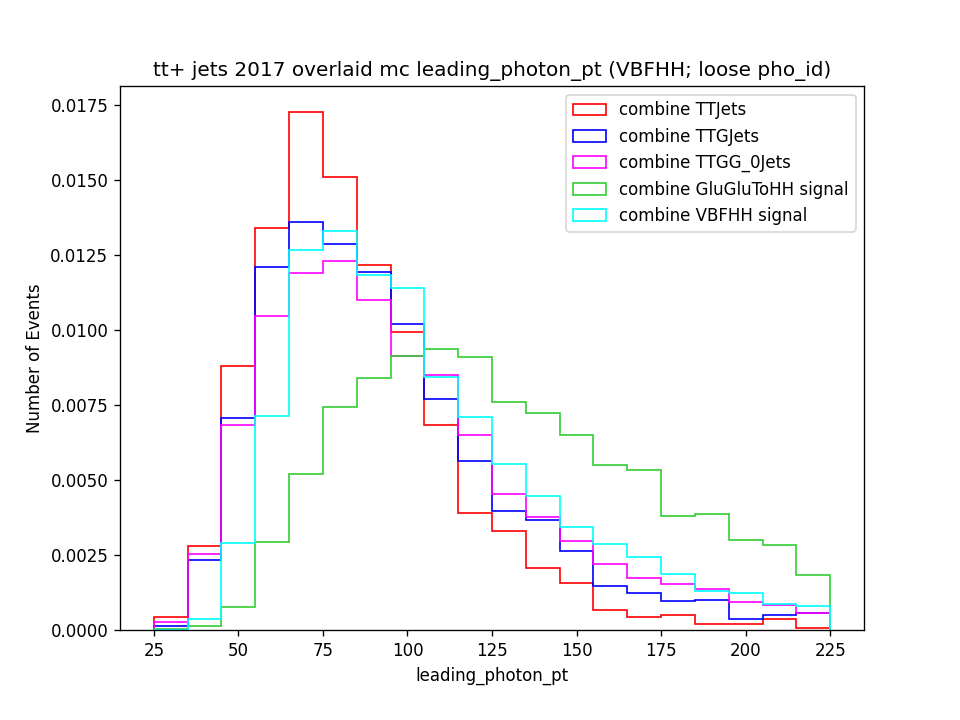 tt+ jets 2017 overlaid mc leading_photon_pt (VBFHH; loose pho_id)
combine TTJets
combine TTGJets
combine TTGG_0Jets
combine GluGluToHH signal
combine VBFHH signal
Number of Events
0.0175
0.0150
0.0125
0.0100
0.0075
0.0050
0.0025
0.0000
25 50 75 100 125 150 175 200 225
leading_photon_pt